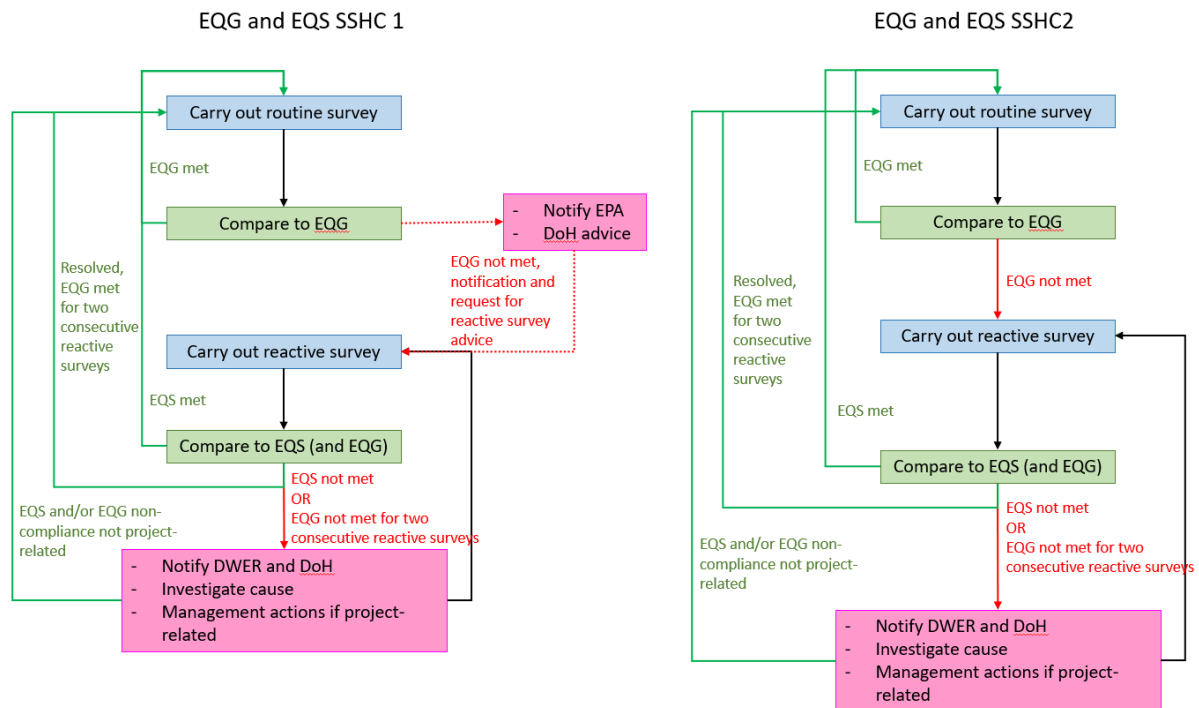 EQG and EQS SSHC 1
Carry out routine survey
EQG met
Compare to EQG
- Notify EPA
- DoH advice
EQG not met,
notification and
request for
reactive survey
advice
Resolved,
EQG met
for two
consecutive
reactive
surveys
Carry out reactive survey
EQS met
Compare to EQS (and EQG)
EQS not met
OR
EQG not met for two
consecutive reactive surveys
EQS and/or EQG non-
compliance not project-
related
- Notify DWER and DoH
- Investigate cause
- Management actions if project-
related
EQG and EQS SSHC2
Carry out routine survey
EQG met
Compare to EQG
EQG not met
Resolved,
EQG met
for two
consecutive
reactive
surveys
Carry out reactive survey
EQS met
Compare to EQS (and EQG)
EQS not met
OR
EQG not met for two
consecutive reactive surveys
EQS and/or EQG non-
compliance not project-
related
- Notify DWER and DoH
- Investigate cause
- Management actions if project-
related